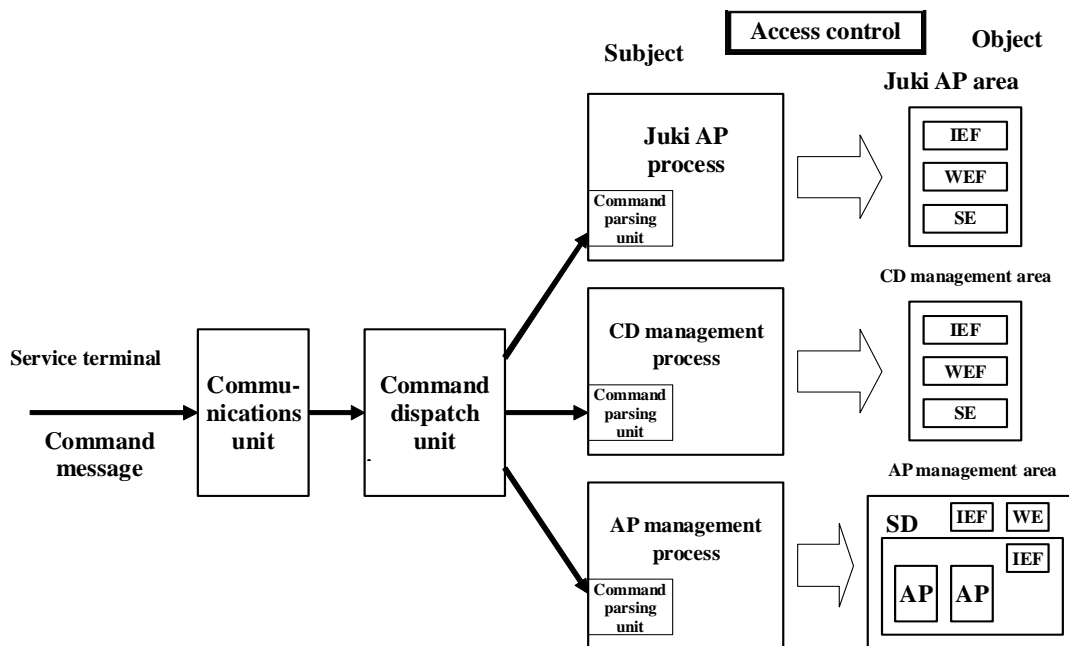 Access control
Subject
Object
Juki AP area
Juki AP
process
Command
parsing
unit
IEF
WEF
SE
CD management area
CD management
process
Command
parsing
unit
IEF
WEF
SE
Service terminal
Command
message
Commu-
nications
unit
Command
dispatch
unit
AP management area
AP management
process
Command
parsing
unit
SD
IEF
WE
IEF
AP
AP